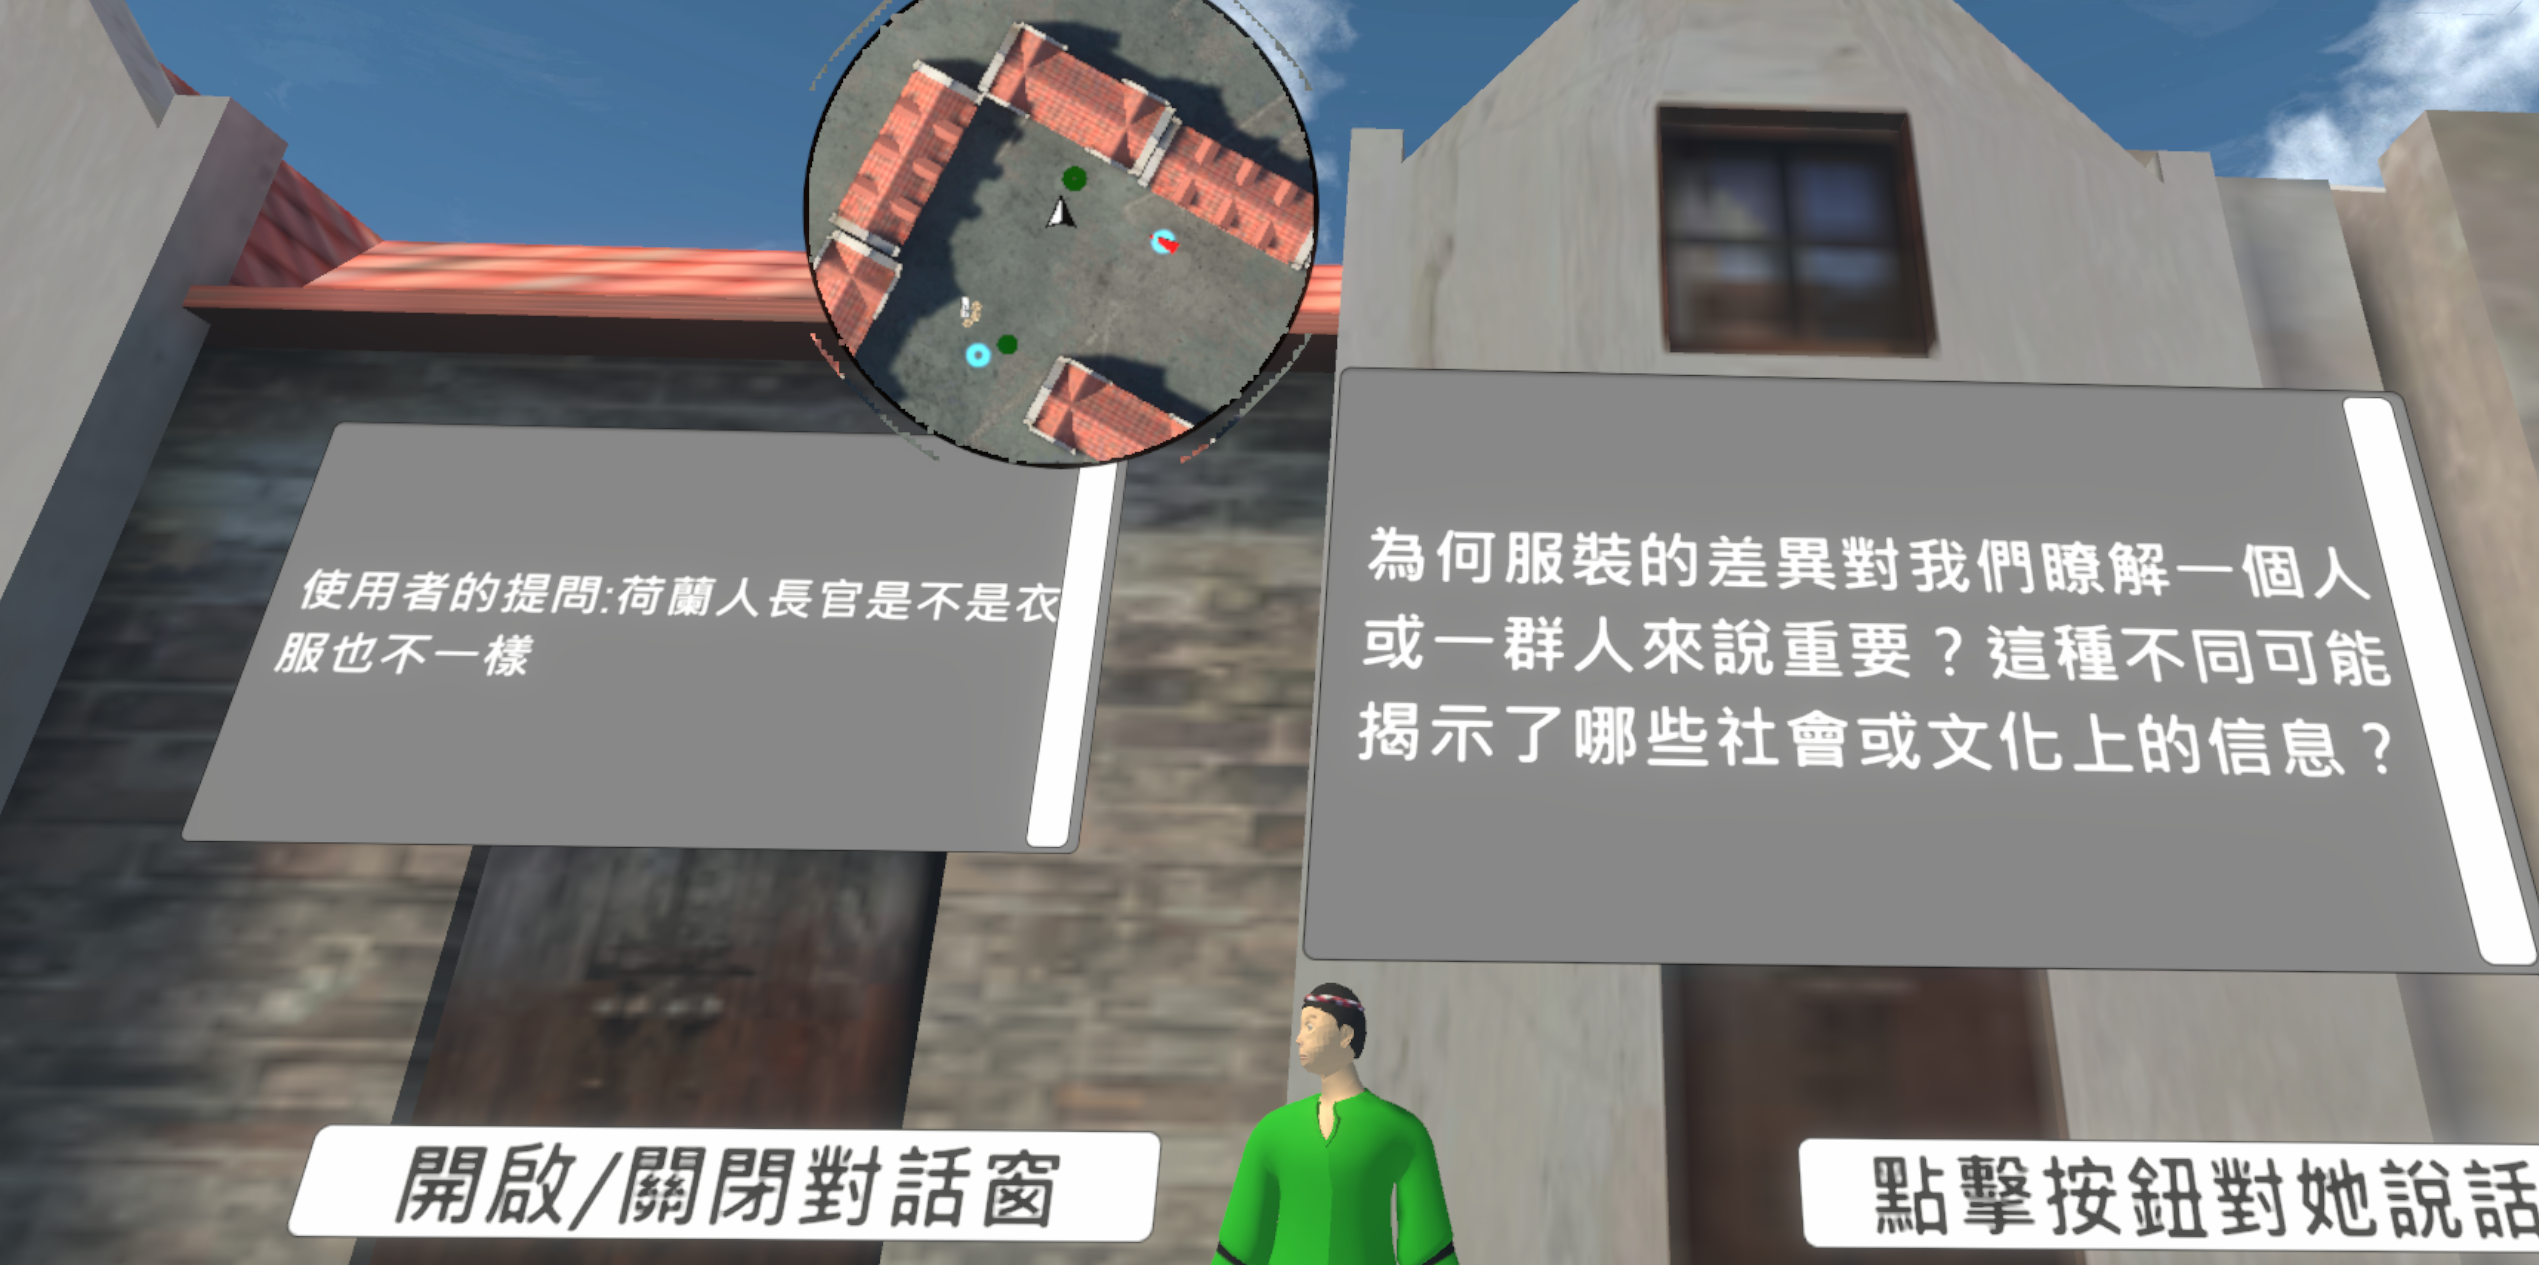 使用者的提問:荷蘭人長官是不是衣
服也不一樣
為何服裝的差異對我們瞭解一個人
或一群人來說重要？這種不同可能
揭示了哪些社會或文化上的信息？
開啟/關閉對話窗
點擊按鈕對她說話